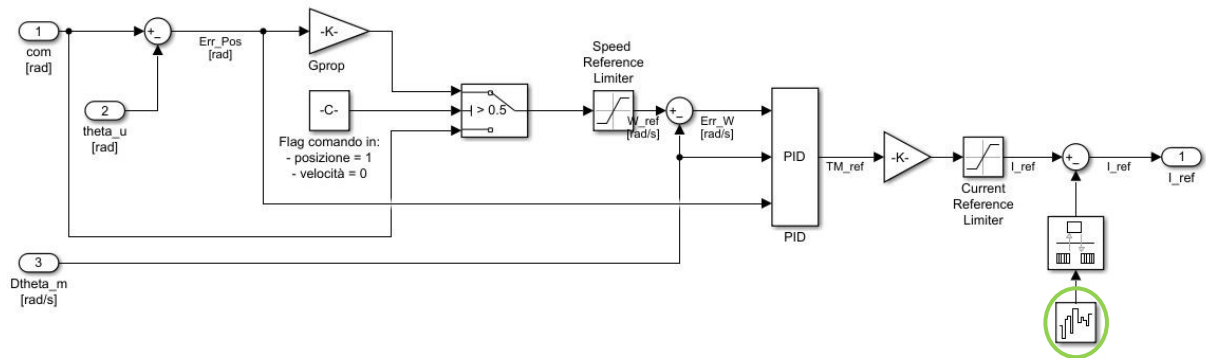 1
com
[rad]
2
theta_u
[rad]
3
Dtheta_m
[rad/s]
Err_Pos
[rad]
-K-
Gprop
-C-
Flag comando in:
- posizione = 1
- velocità = 0
> 0.5
Speed
Reference
Limiter
W_ref
[rad/s]
Err_W
[rad/s]
PID
PID
TM_ref
-K-
Current
Reference
Limiter
I_ref
I_ref
1
I_ref